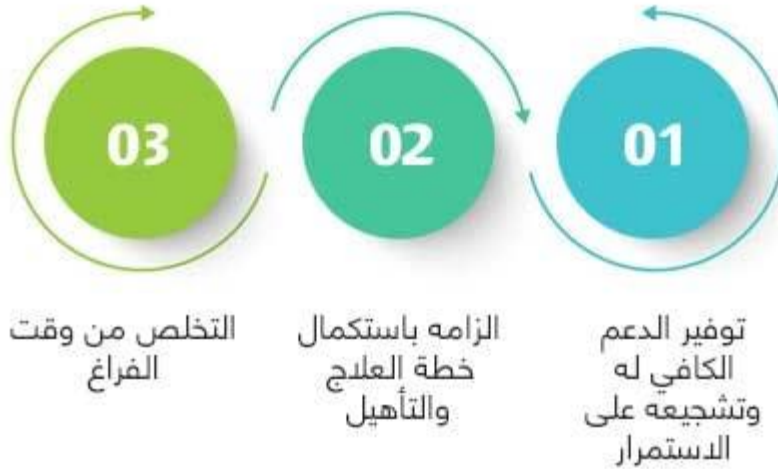 01
توفير الدعم
الكافي له
وتشجيعه على
الاستمرار
02
الزامه باستكمال
خطة العلاج
والتأهيل
03
التخلص من وقت
الفراغ